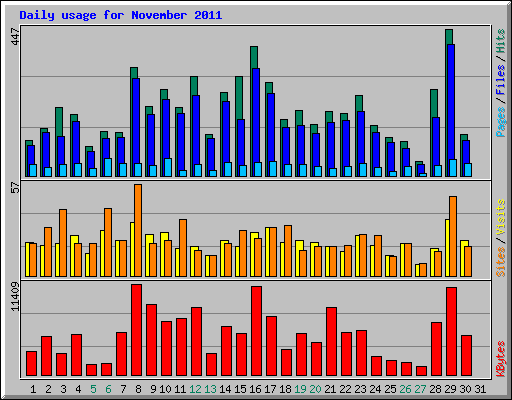 Daily usage for November 2011
447
Pages / Files / Hits
57
Sites / Visits
11409
KBytes
1 2 3 4 5 6 7 8 9 10 11 12 13 14 15 16 17 18 19 20 21 22 23 24 25 26 27 28 29 30 31